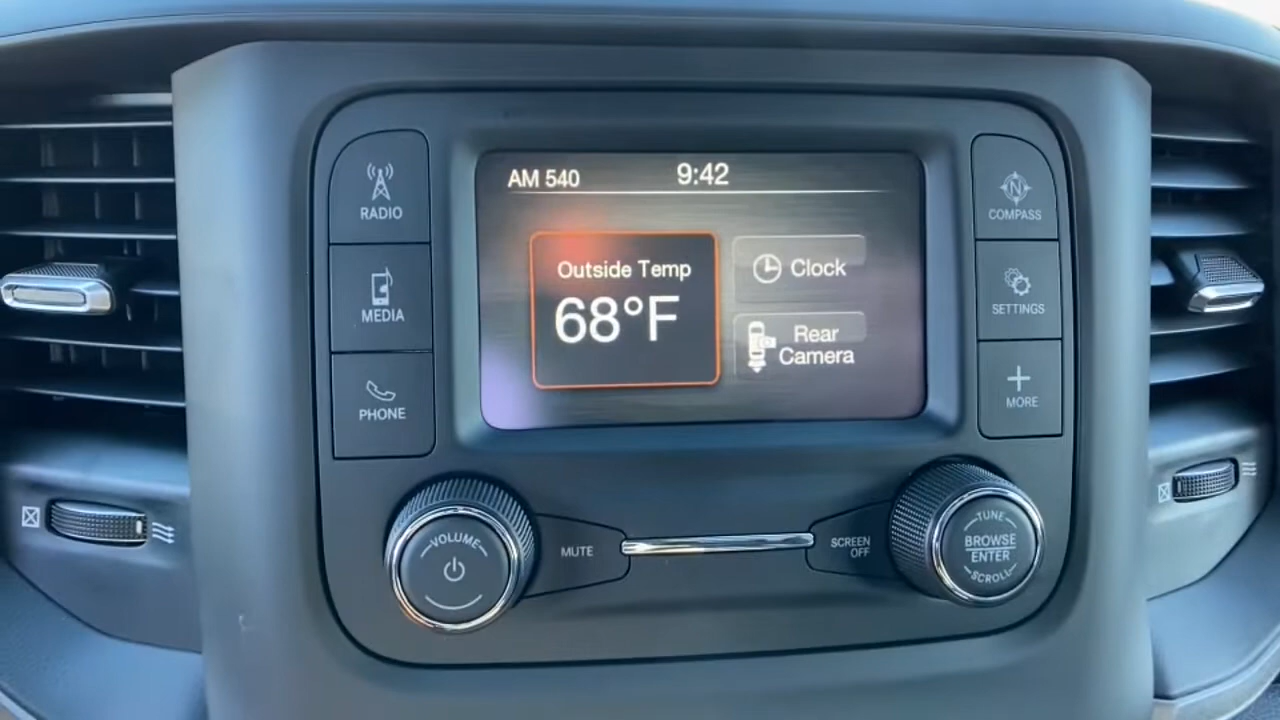 AM 540
9:42
RADIO
MEDIA
PHONE
Outside Temp
68°F
Clock
Rear
Camera
N
COMPASS
SETTINGS
MORE
VOLUME
MUTE
SCREEN
OFF
TUNE
BROWSE
ENTER
SCROLL